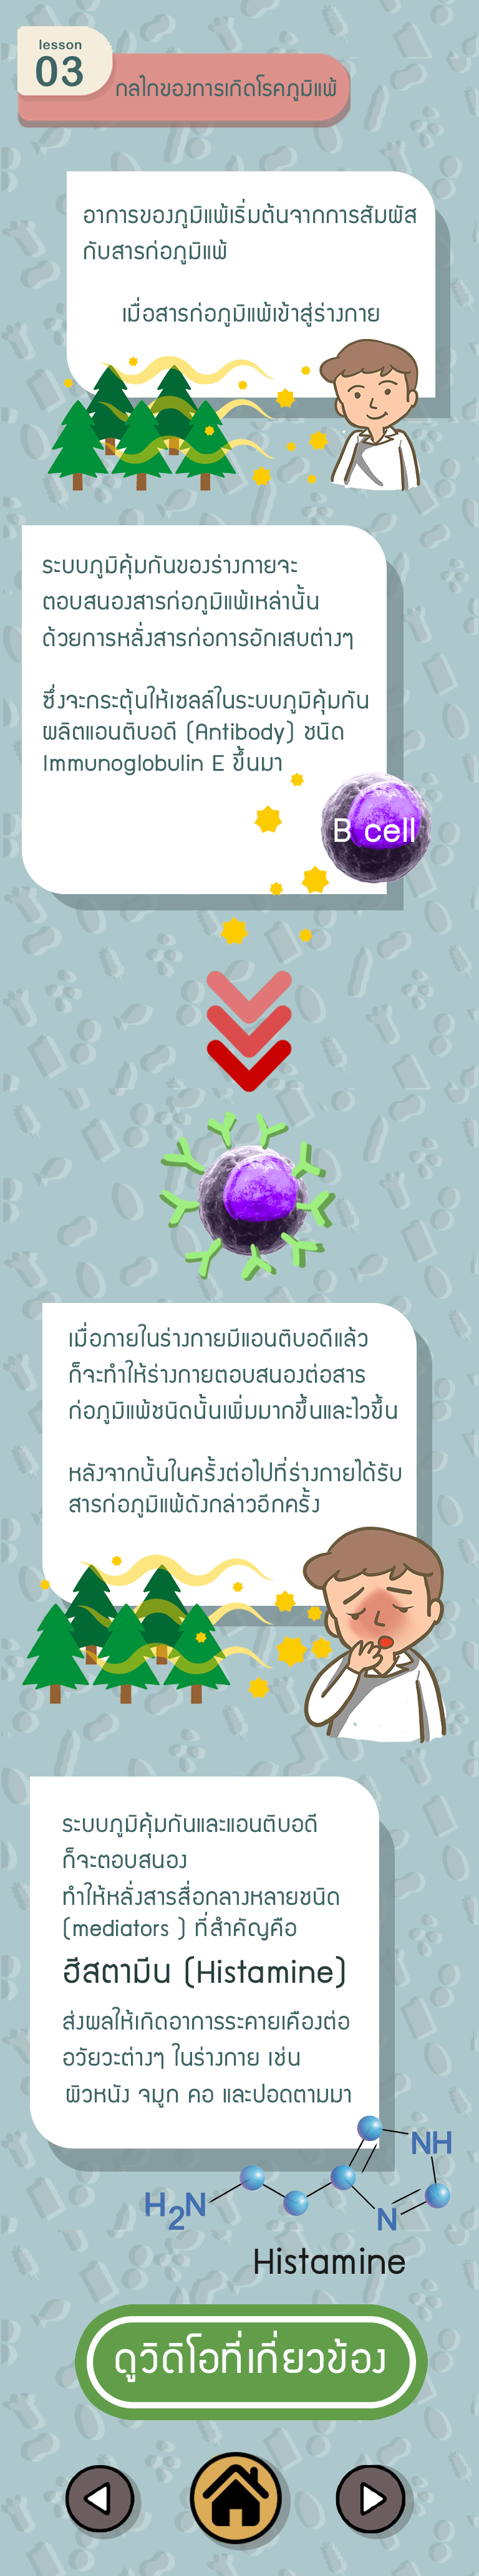 lesson
03
กลไกของการเกิดโรคภูมิแพ้
อาการของภูมิแพ้เริ่มต้นจากการสัมผัส
กับสารก่อภูมิแพ้
เมื่อสารก่อภูมิแพ้เข้าสู่ร่างกาย
ระบบภูมิคุ้มกันของร่างกายจะ
ตอบสนองสารก่อภูมิแพ้เหล่านั้น
ด้วยการหลั่งสารก่อการอักเสบต่างๆ
ซึ่งจะกระตุ้นให้เซลล์ในระบบภูมิคุ้มกัน
ผลิตแอนติบอดี (Antibody) ชนิด
Immunoglobulin E ขึ้นมา
B cell
เมื่อภายในร่างกายมีแอนติบอดีแล้ว
ก็จะทำให้ร่างกายตอบสนองต่อสาร
ก่อภูมิแพ้ชนิดนั้นเพิ่มมากขึ้นและไวขึ้น
หลังจากนั้นในครั้งต่อไปที่ร่างกายได้รับ
สารก่อภูมิแพ้ดังกล่าวอีกครั้ง
ระบบภูมิคุ้มกันและแอนติบอดี
ก็จะตอบสนอง
ทำให้หลั่งสารสื่อกลางหลายชนิด
(mediators ) ที่สำคัญคือ
ฮีสตามีน (Histamine)
ส่งผลให้เกิดอาการระคายเคืองต่อ
อวัยวะต่างๆ ในร่างกาย เช่น
ผิวหนัง จมูก คอ และปอดตามมา
NH
H2N
N
Histamine
ดูวิดิโอที่เกี่ยวข้อง